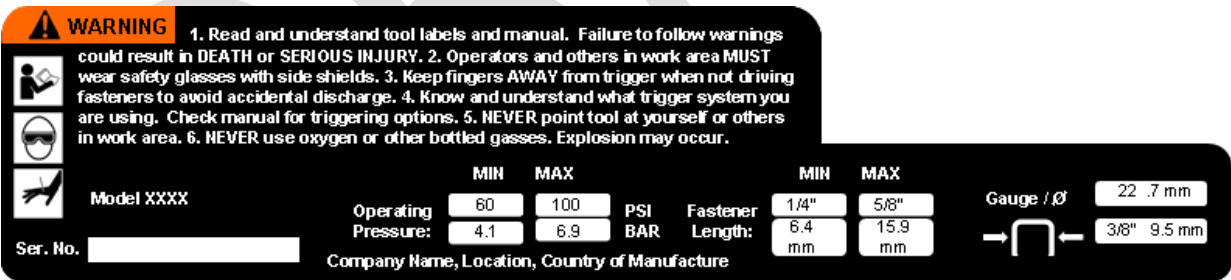 WARNING 1. Read and understand tool labels and manual. Failure to follow warnings
could result in DEATH or SERIOUS INJURY. 2. Operators and others in work area MUST
wear safety glasses with side shields. 3. Keep fingers AWAY from trigger when not driving
fasteners to avoid accidental discharge. 4. Know and understand what trigger system you
are using. Check manual for triggering options. 5. NEVER point tool at yourself or others
in work area. 6. NEVER use oxygen or other bottled gasses. Explosion may occur.
MIN MAX MIN MAX
Model XXXX
Operating 60 100 PSI Fastener 1/4" 5/8" Gauge / Ø 22 .7 mm
Pressure: 4.1 6.9 BAR Length: 6.4 mm 15.9 mm 3/8" 9.5 mm
Ser. No.
Company Name, Location, Country of Manufacture